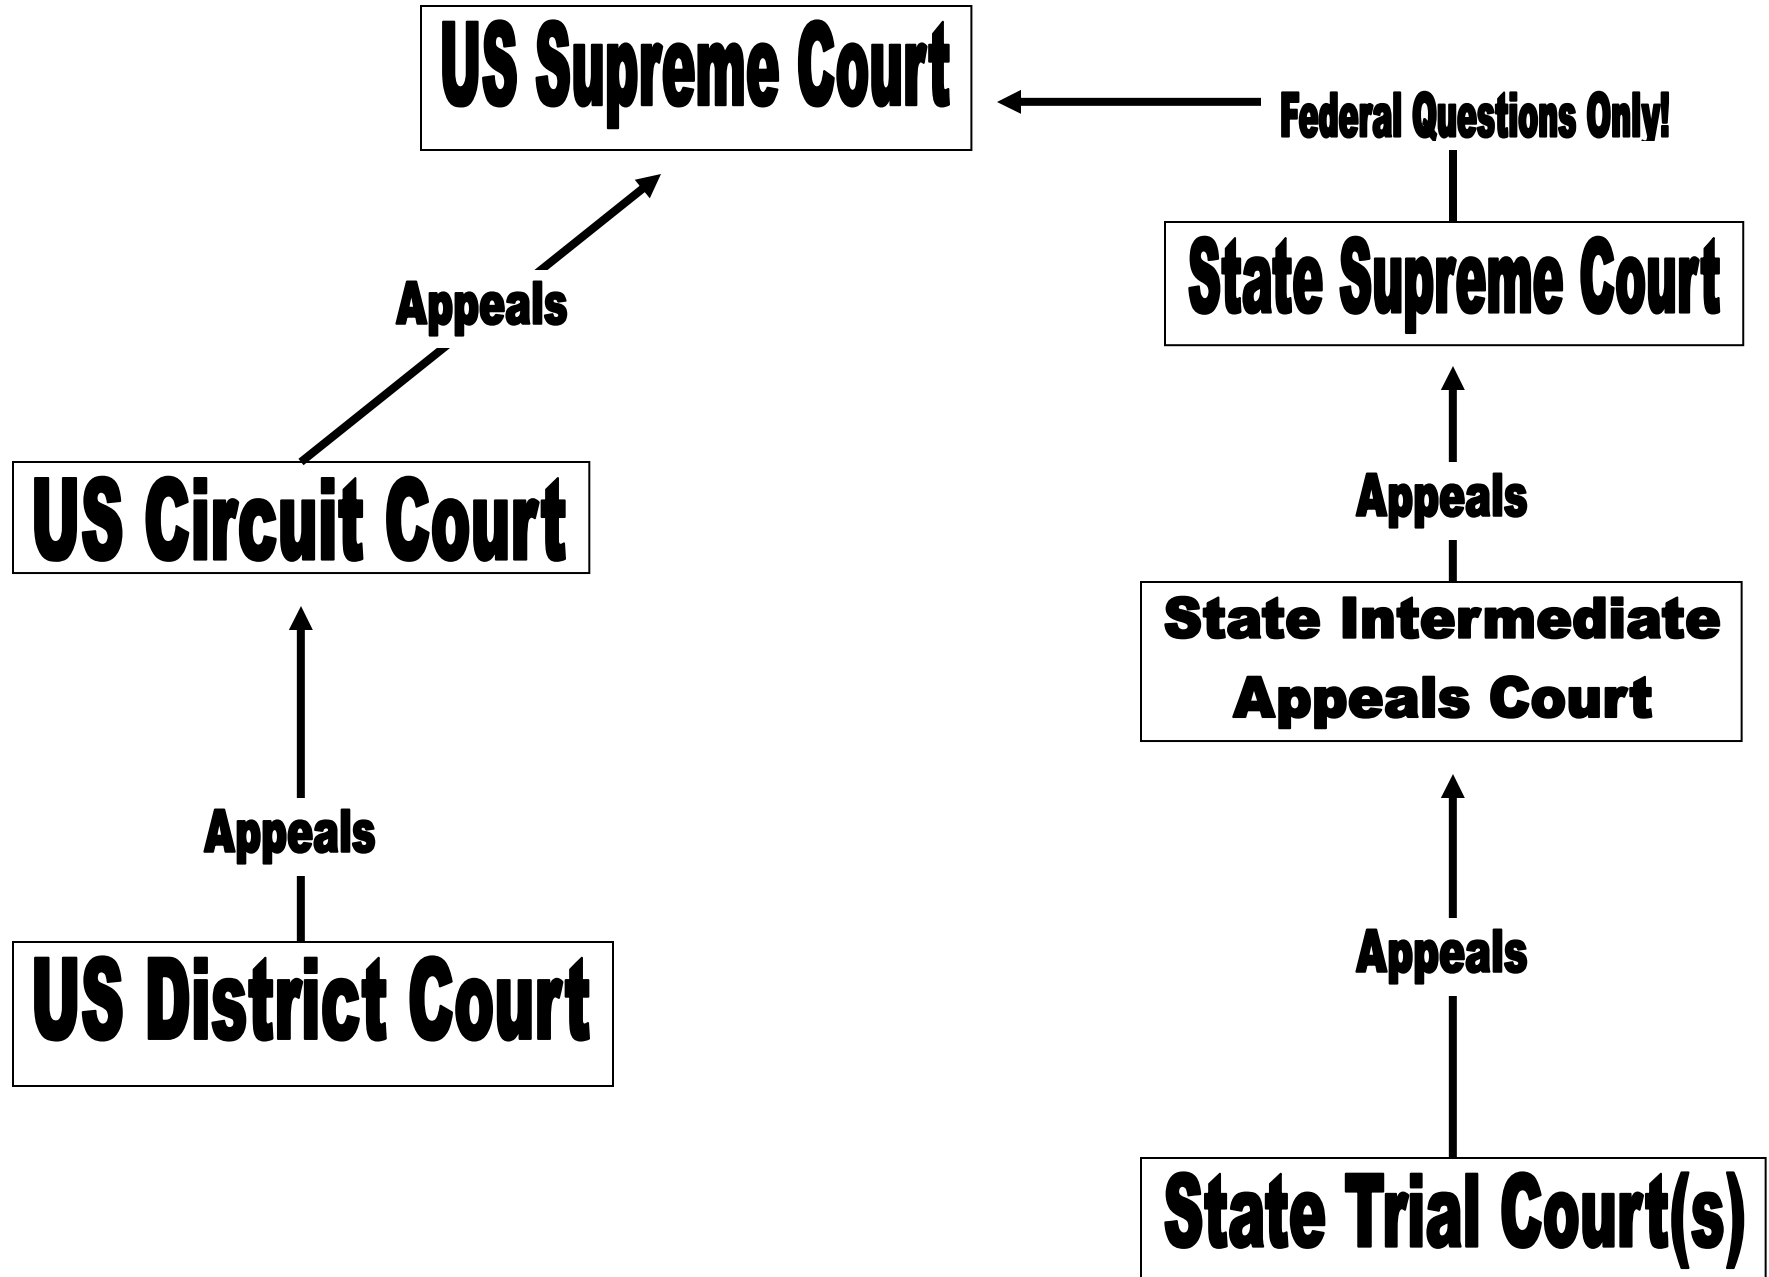 US Supreme Court
Federal Questions Only!
State Supreme Court
Appeals
US Circuit Court
Appeals
State Intermediate
Appeals Court
Appeals
US District Court
Appeals
State Trial Court(s)